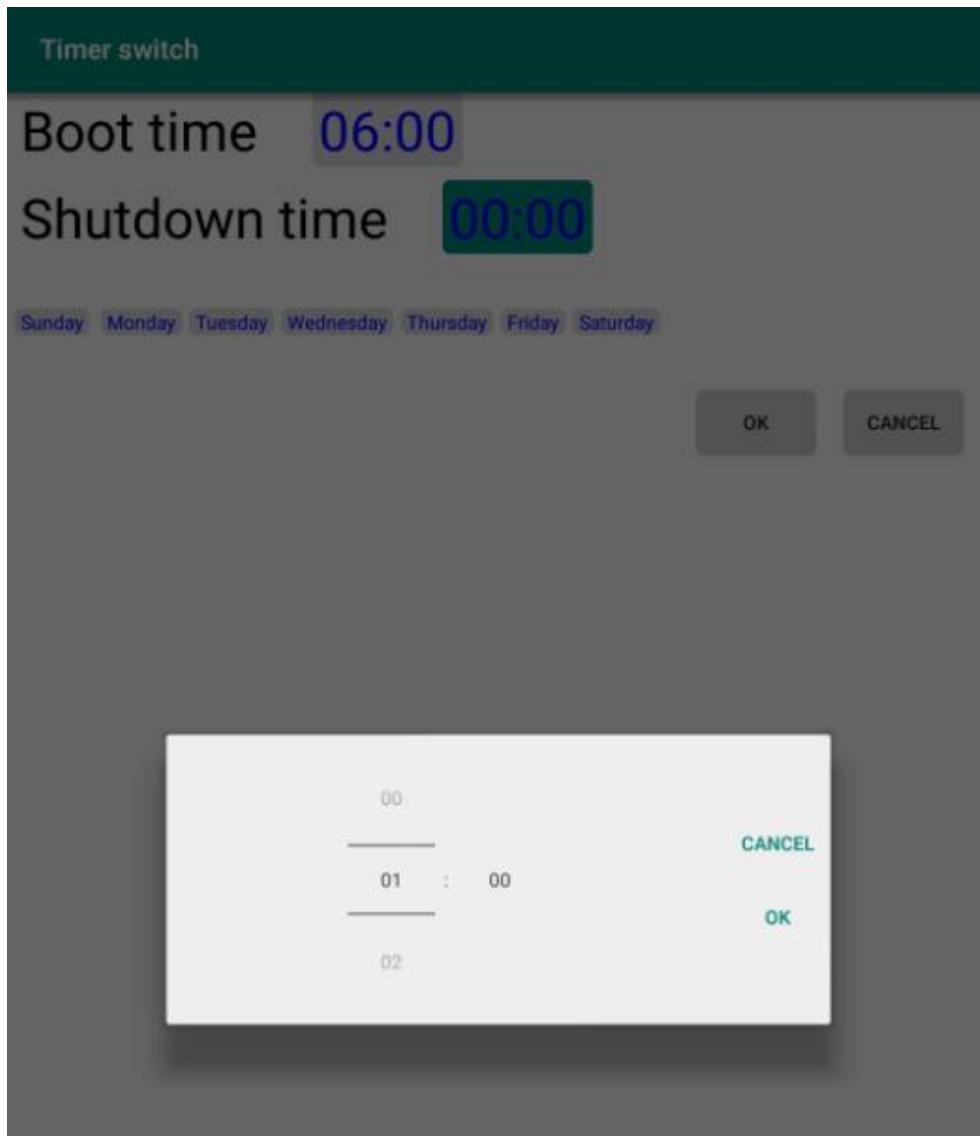 Timer switch
Boot time 06:00
Shutdown time 00:00
Sunday Monday Tuesday Wednesday Thursday Friday Saturday
OK CANCEL
00
CANCEL
01 : 00
OK
02